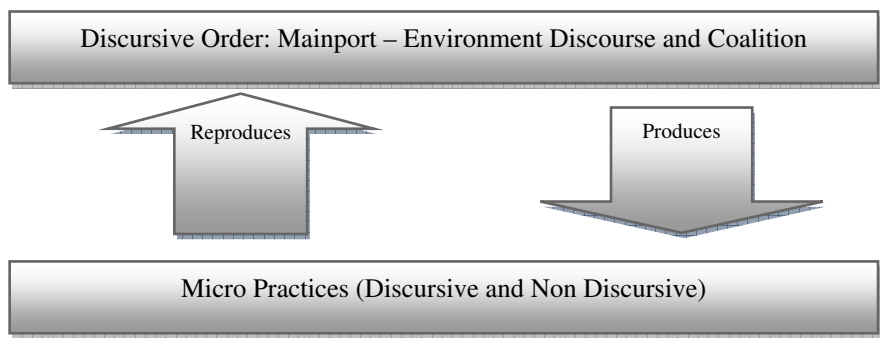 Discursive Order: Mainport – Environment Discourse and Coalition
Reproduces
Produces
Micro Practices (Discursive and Non Discursive)